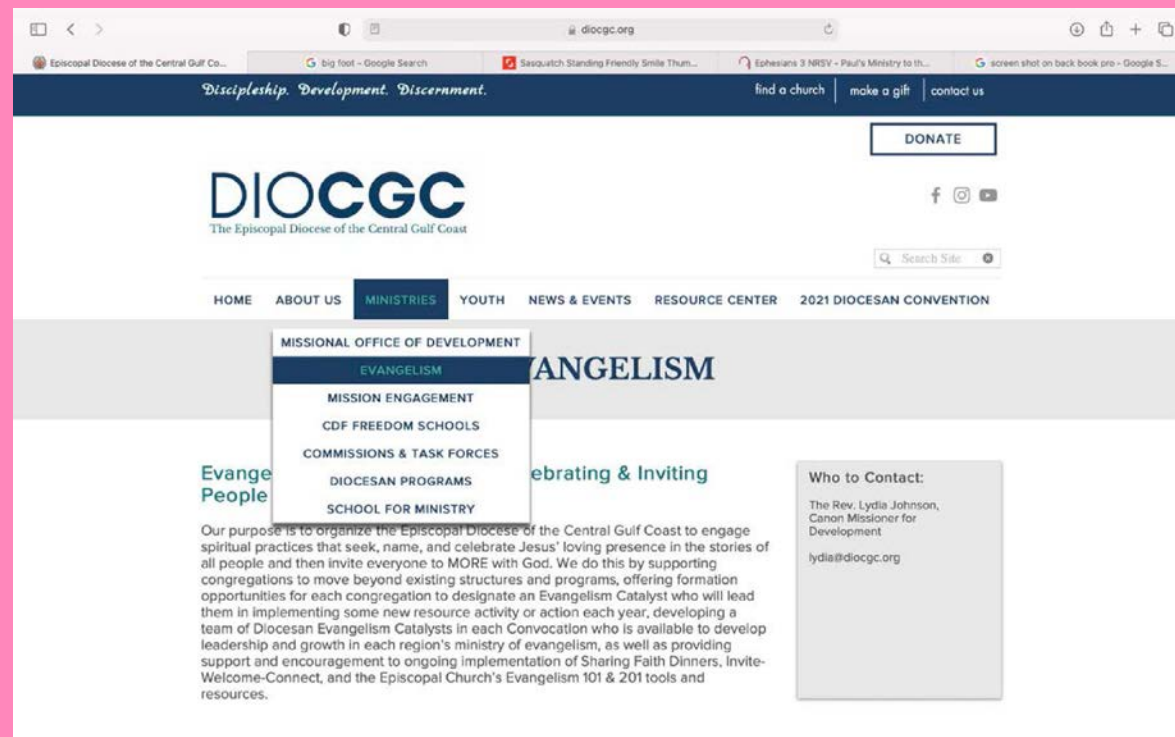 diocgc.org
Episcopal Diocese of the Central Gulf Co...
big foot - Google Search
Sasquatch Standing Friendly Smile Thum...
Ephesians 3 NRSV - Paul's Ministry to th...
screen shot on back book pro - Google S...
Discipleship. Development. Discernment.
find a church | make a gift | contact us
DONATE
DIOCGC
The Episcopal Diocese of the Central Gulf Coast
Search Site
HOME ABOUT US MINISTRIES YOUTH NEWS & EVENTS RESOURCE CENTER 2021 DIOCESAN CONVENTION
MISSIONAL OFFICE OF DEVELOPMENT
EVANGELISM
MISSION ENGAGEMENT
CDF FREEDOM SCHOOLS
COMMISSIONS & TASK FORCES
DIOCESAN PROGRAMS
SCHOOL FOR MINISTRY
VANGELISM
Evange ebrating & Inviting
People
Our purpose is to organize the Episcopal Diocese of the Central Gulf Coast to engage
spiritual practices that seek, name, and celebrate Jesus' loving presence in the stories of
all people and then invite everyone to MORE with God. We do this by supporting
congregations to move beyond existing structures and programs, offering formation
opportunities for each congregation to designate an Evangelism Catalyst who will lead
them in implementing some new resource activity or action each year, developing a
team of Diocesan Evangelism Catalysts in each Convocation who is available to develop
leadership and growth in each region's ministry of evangelism, as well as providing
support and encouragement to ongoing implementation of Sharing Faith Dinners, Invite-
Welcome-Connect, and the Episcopal Church's Evangelism 101 & 201 tools and
resources.
Who to Contact:
The Rev. Lydia Johnson,
Canon Missioner for
Development
lydia@diocgc.org